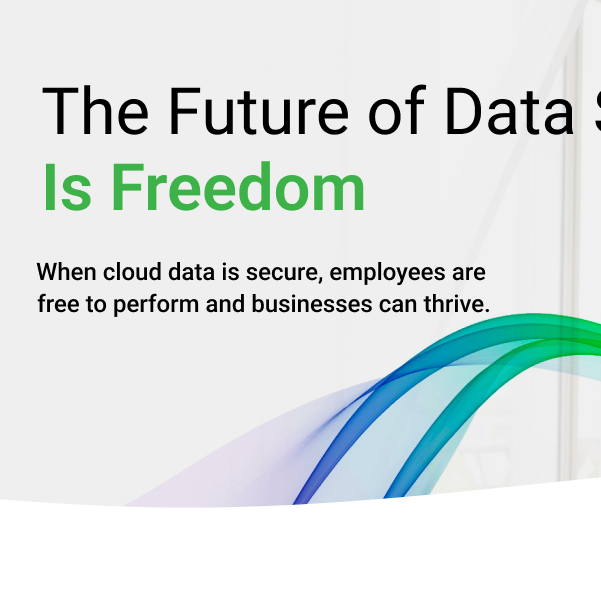 The Future of Data
Is Freedom
When cloud data is secure, employees are
free to perform and businesses can thrive.